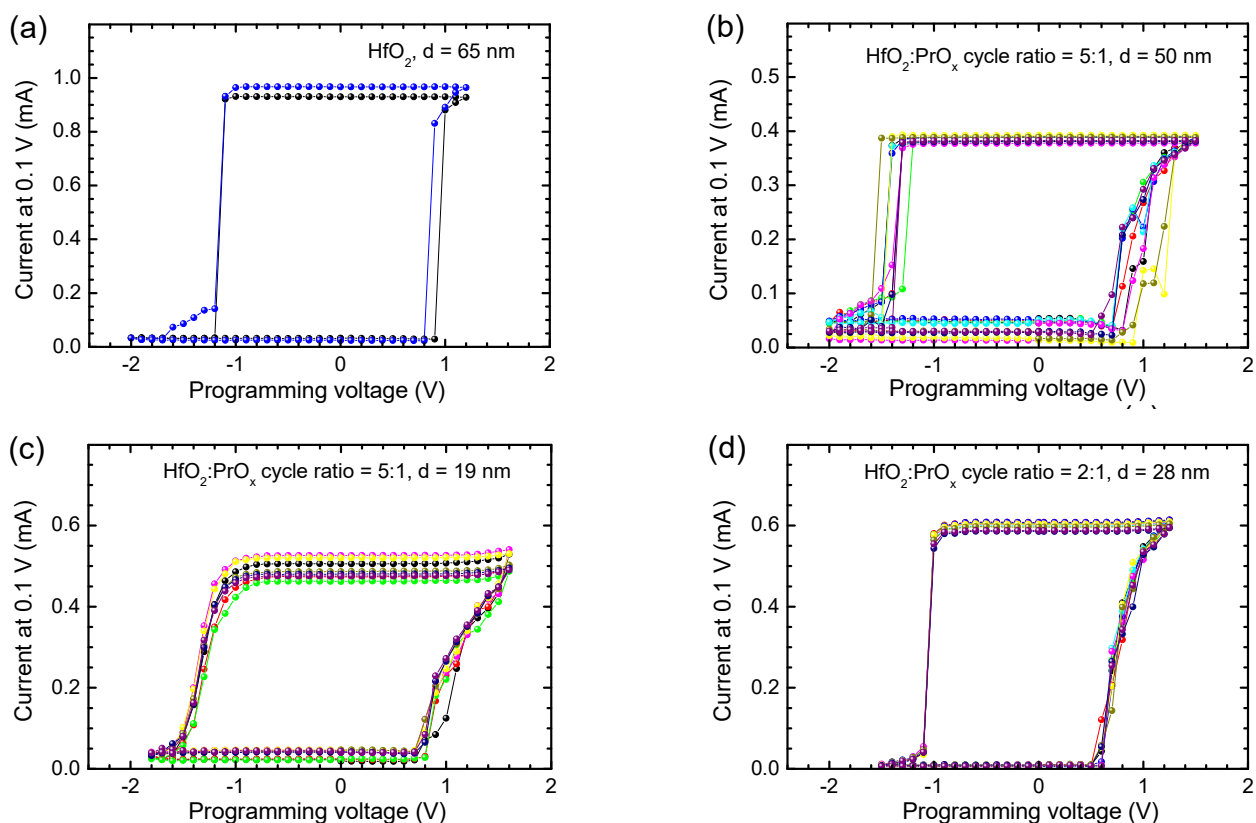 (a)
HfO₂, d = 65 nm
Current at 0.1 V (mA)
1.0
0.8
0.6
0.4
0.2
0.0
-2 -1 0 1 2
Programming voltage (V)
(b)
HfO₂:PrOₓ cycle ratio = 5:1, d = 50 nm
Current at 0.1 V (mA)
0.5
0.4
0.3
0.2
0.1
0.0
-2 -1 0 1 2
Programming voltage (V)
(c)
HfO₂:PrOₓ cycle ratio = 5:1, d = 19 nm
Current at 0.1 V (mA)
0.6
0.4
0.2
0.0
-2 -1 0 1 2
Programming voltage (V)
(d)
HfO₂:PrOₓ cycle ratio = 2:1, d = 28 nm
Current at 0.1 V (mA)
0.6
0.4
0.2
0.0
-2 -1 0 1 2
Programming voltage (V)